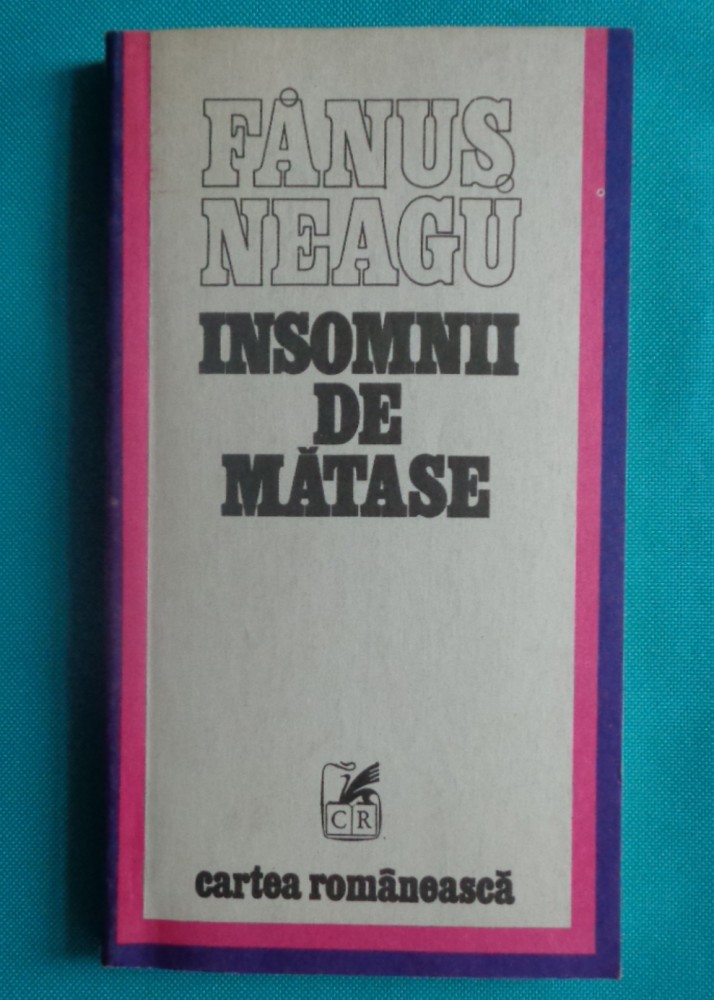 FĂNUȘ
NEAGU
INSOMNII
DE
MĂTASE
CR
cartea românească